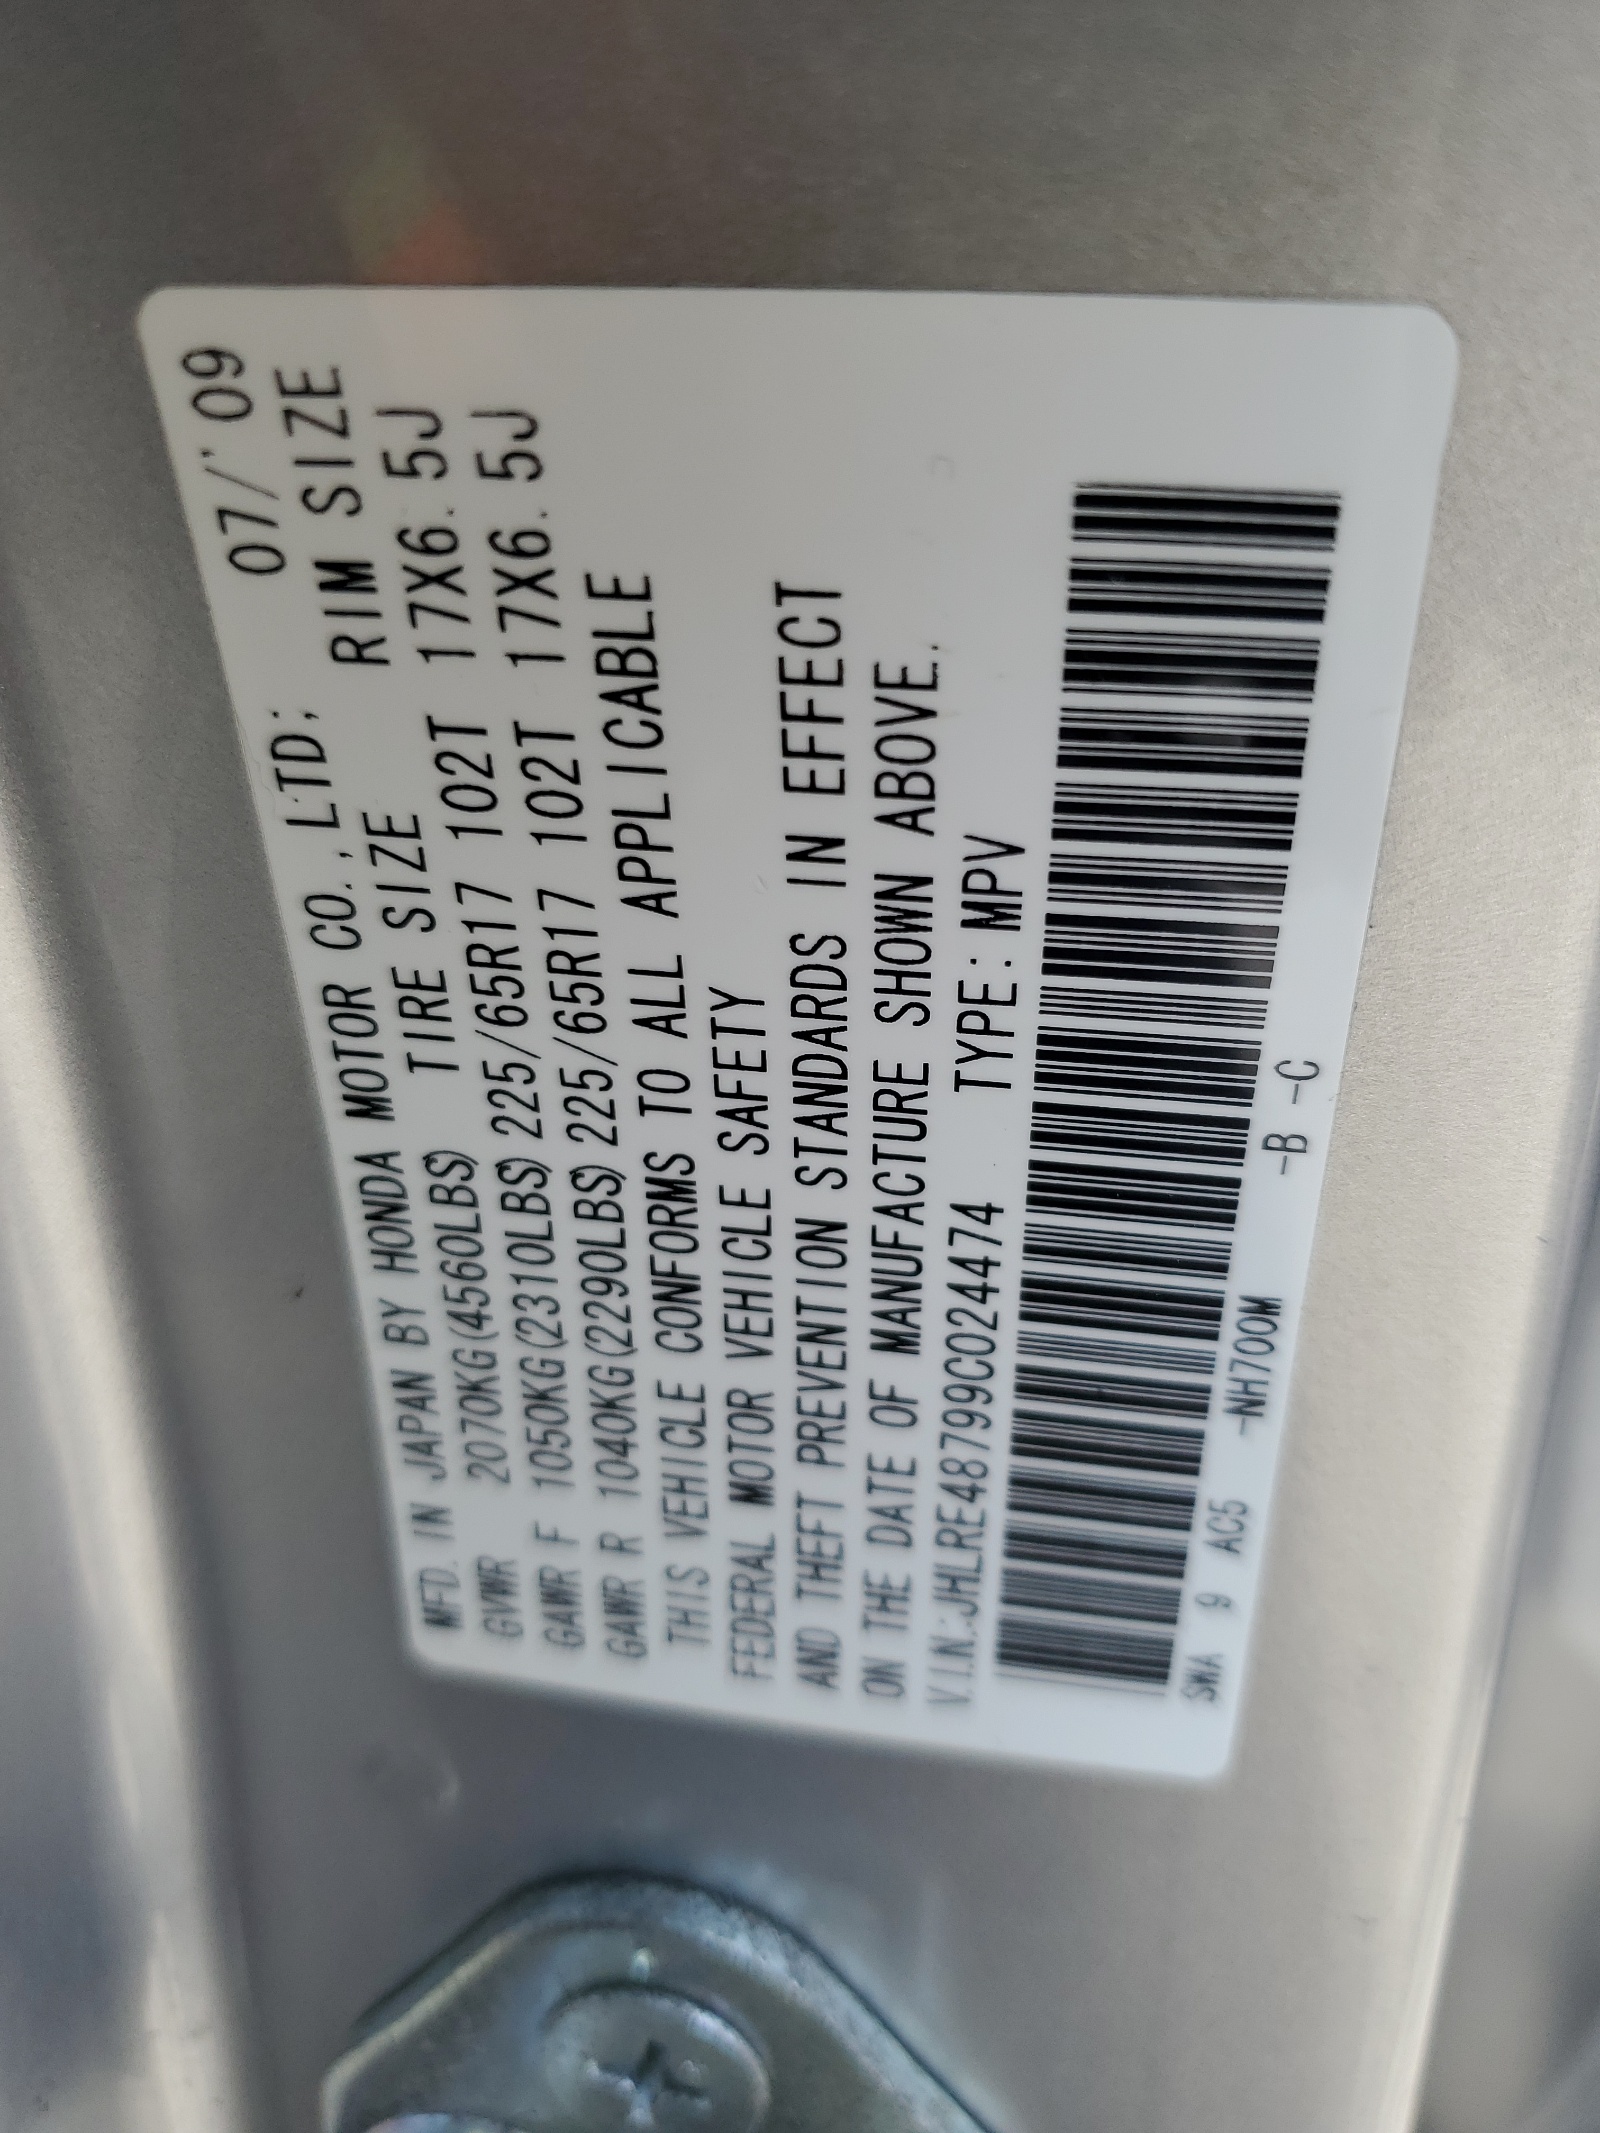 MFD. IN JAPAN BY HONDA MOTOR CO., LTD; 07/'09
GVWR 2070KG(4560LBS) TIRE SIZE RIM SIZE
GAWR F 1050KG(2310LBS) 225/65R17 102T 17X6.5J
GAWR R 1040KG(2290LBS) 225/65R17 102T 17X6.5J
THIS VEHICLE CONFORMS TO ALL APPLICABLE
FEDERAL MOTOR VEHICLE SAFETY
AND THEFT PREVENTION STANDARDS IN EFFECT
ON THE DATE OF MANUFACTURE SHOWN ABOVE.
V.I.N.:JHLRE48799C024474 TYPE:MPV
SWA 9 AC5 -NH700M -B -C